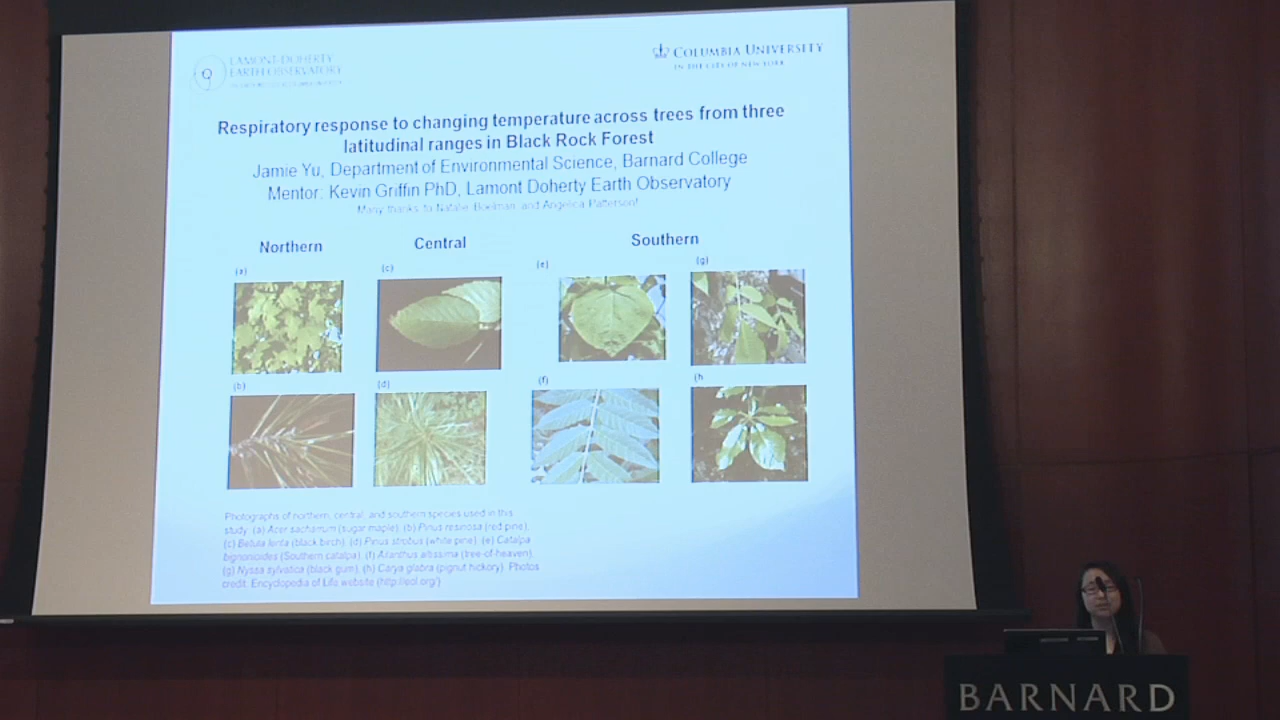 LAMONT-DOHERTY
EARTH OBSERVATORY
COLUMBIA UNIVERSITY
IN THE CITY OF NEW YORK
Respiratory response to changing temperature across trees from three
latitudinal ranges in Black Rock Forest
Jamie Yu, Department of Environmental Science, Barnard College
Mentor: Kevin Griffin PhD, Lamont Doherty Earth Observatory
Many thanks to Natalie Boelman and Angelica Patterson!
Northern
Central
Southern
(a)
(c)
(e)
(g)
(b)
(d)
(f)
(h
Photographs of northern, central, and southern species used in this
study. (a) Acer sacharrum (sugar maple). (b) Pinus resinosa (red pine).
(c) Betula lenta (black birch). (d) Pinus strobus (white pine). (e) Catalpa
bignonioides (Southern catalpa). (f) altissima (tree-of-heaven).
(g) Nyssa sylvatica (black gum). (h) Carya glabra (pignut hickory). Photos
credit: Encyclopedia of Life website (http://eol.org/)
BARNARD